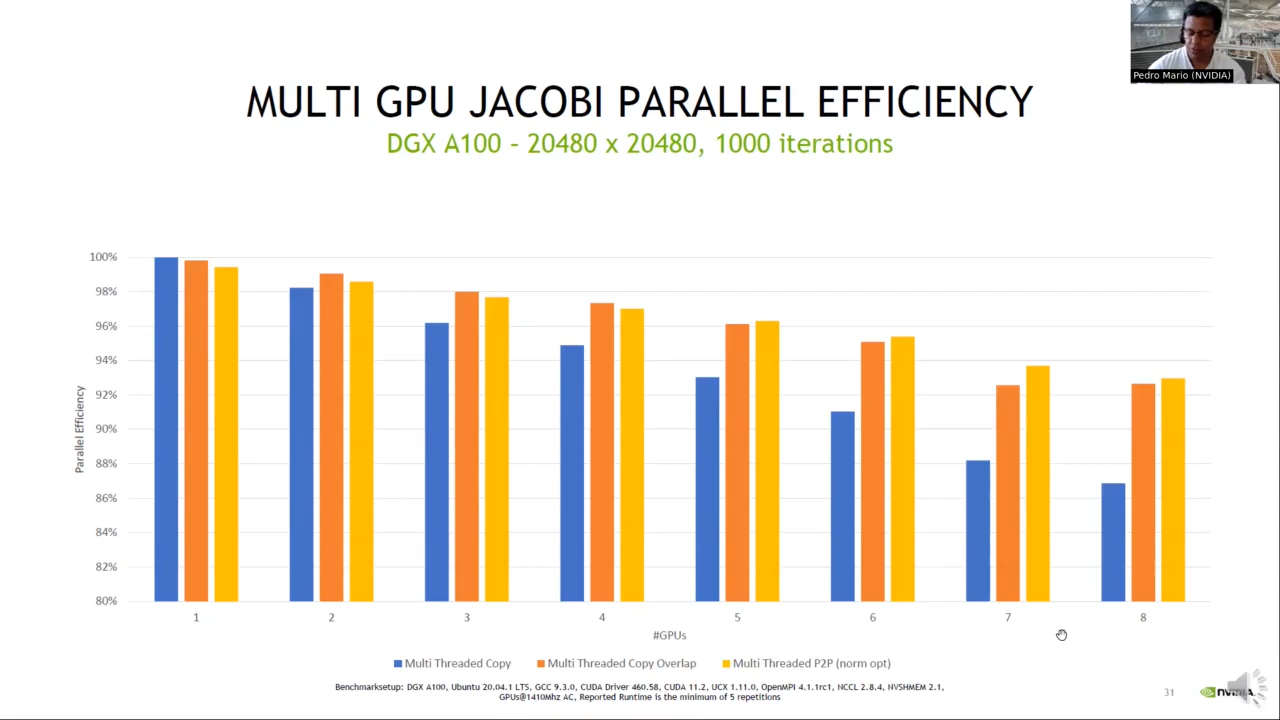 Pedro Mario (NVIDIA)
MULTI GPU JACOBI PARALLEL EFFICIENCY
DGX A100 – 20480 x 20480, 1000 iterations
100%
98%
96%
94%
92%
90%
88%
86%
84%
82%
80%
Parallel Efficiency
1 2 3 4 5 6 7 8
#GPUs
Multi Threaded Copy Multi Threaded Copy Overlap Multi Threaded P2P (norm opt)
Benchmarksetup: DGX A100, Ubuntu 20.04.1 LTS, GCC 9.3.0, CUDA Driver 460.58, CUDA 11.2, UCX 1.11.0, OpenMPI 4.1.1rc1, NCCL 2.8.4, NVSHMEM 2.1,
GPUs@1410Mhz AC, Reported Runtime is the minimum of 5 repetitions
31
NVIDIA.